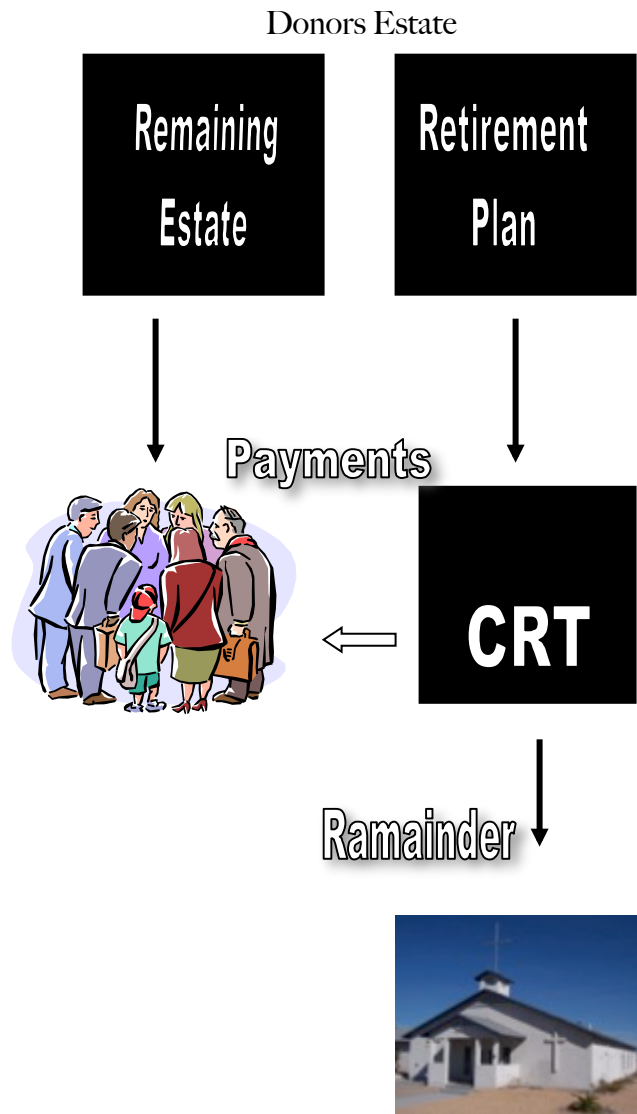 Donors Estate
Remaining
Estate
Retirement
Plan
Payments
CRT
Ramainder